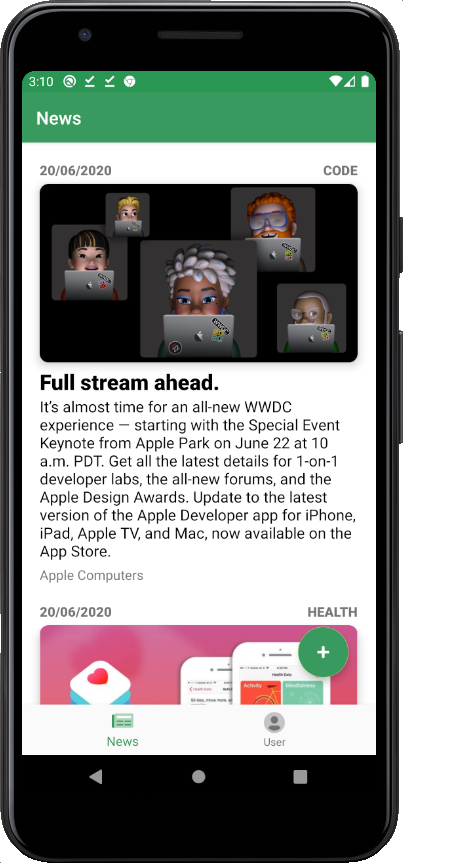 3:10
News
20/06/2020 CODE
Full stream ahead.
It's almost time for an all-new WWDC
experience — starting with the Special Event
Keynote from Apple Park on June 22 at 10
a.m. PDT. Get all the latest details for 1-on-1
developer labs, the all-new forums, and the
Apple Design Awards. Update to the latest
version of the Apple Developer app for iPhone,
iPad, Apple TV, and Mac, now available on the
App Store.
Apple Computers
20/06/2020 HEALTH
Health Data
Activity
Mindfulness
+
News User